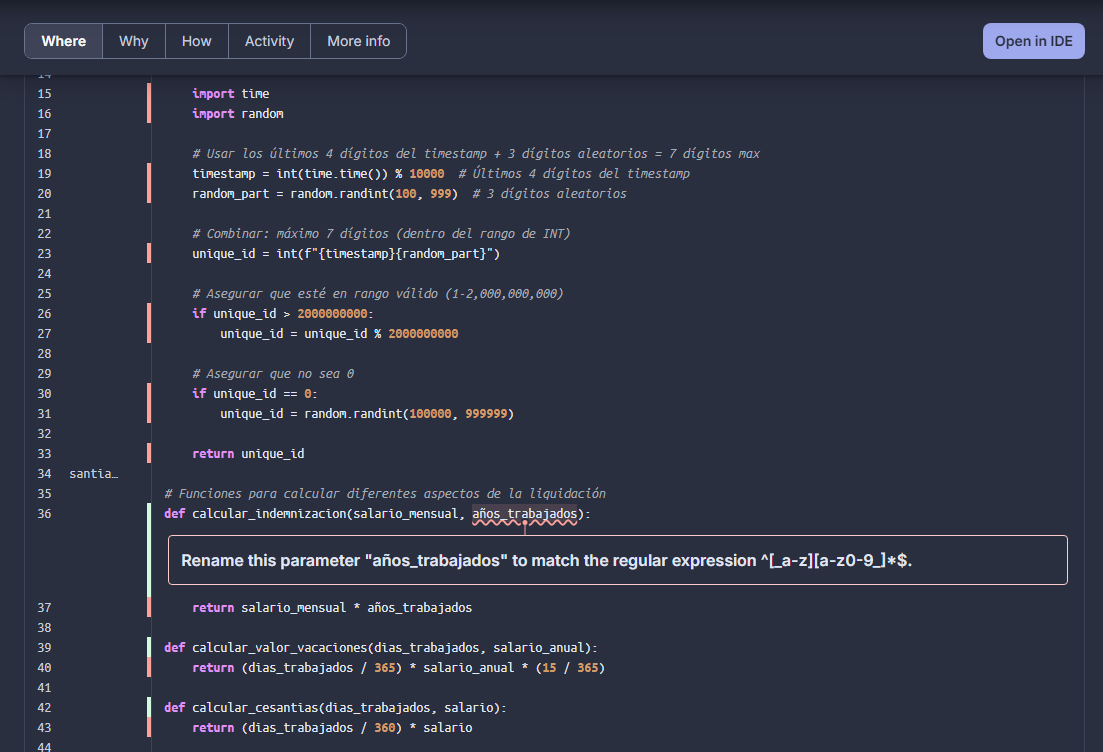 Where Why How Activity More info Open in IDE
14
15 import time
16 import random
17
18 # Usar los últimos 4 dígitos del timestamp + 3 dígitos aleatorios = 7 dígitos max
19 timestamp = int(time.time()) % 10000  # Últimos 4 dígitos del timestamp
20 random_part = random.randint(100, 999)  # 3 dígitos aleatorios
21
22 # Combinar: máximo 7 dígitos (dentro del rango de INT)
23 unique_id = int(f"{timestamp}{random_part}")
24
25 # Asegurar que esté en rango válido (1-2,000,000,000)
26 if unique_id > 2000000000:
27 unique_id = unique_id % 2000000000
28
29 # Asegurar que no sea 0
30 if unique_id == 0:
31 unique_id = random.randint(100000, 999999)
32
33 return unique_id
34 santia…
35 # Funciones para calcular diferentes aspectos de la liquidación
36 def calcular_indemnizacion(salario_mensual, años_trabajados):
Rename this parameter "años_trabajados" to match the regular expression ^[_a-z][a-z0-9_]*$.
37 return salario_mensual * años_trabajados
38
39 def calcular_valor_vacaciones(dias_trabajados, salario_anual):
40 return (dias_trabajados / 365) * salario_anual * (15 / 365)
41
42 def calcular_cesantias(dias_trabajados, salario):
43 return (dias_trabajados / 360) * salario
44